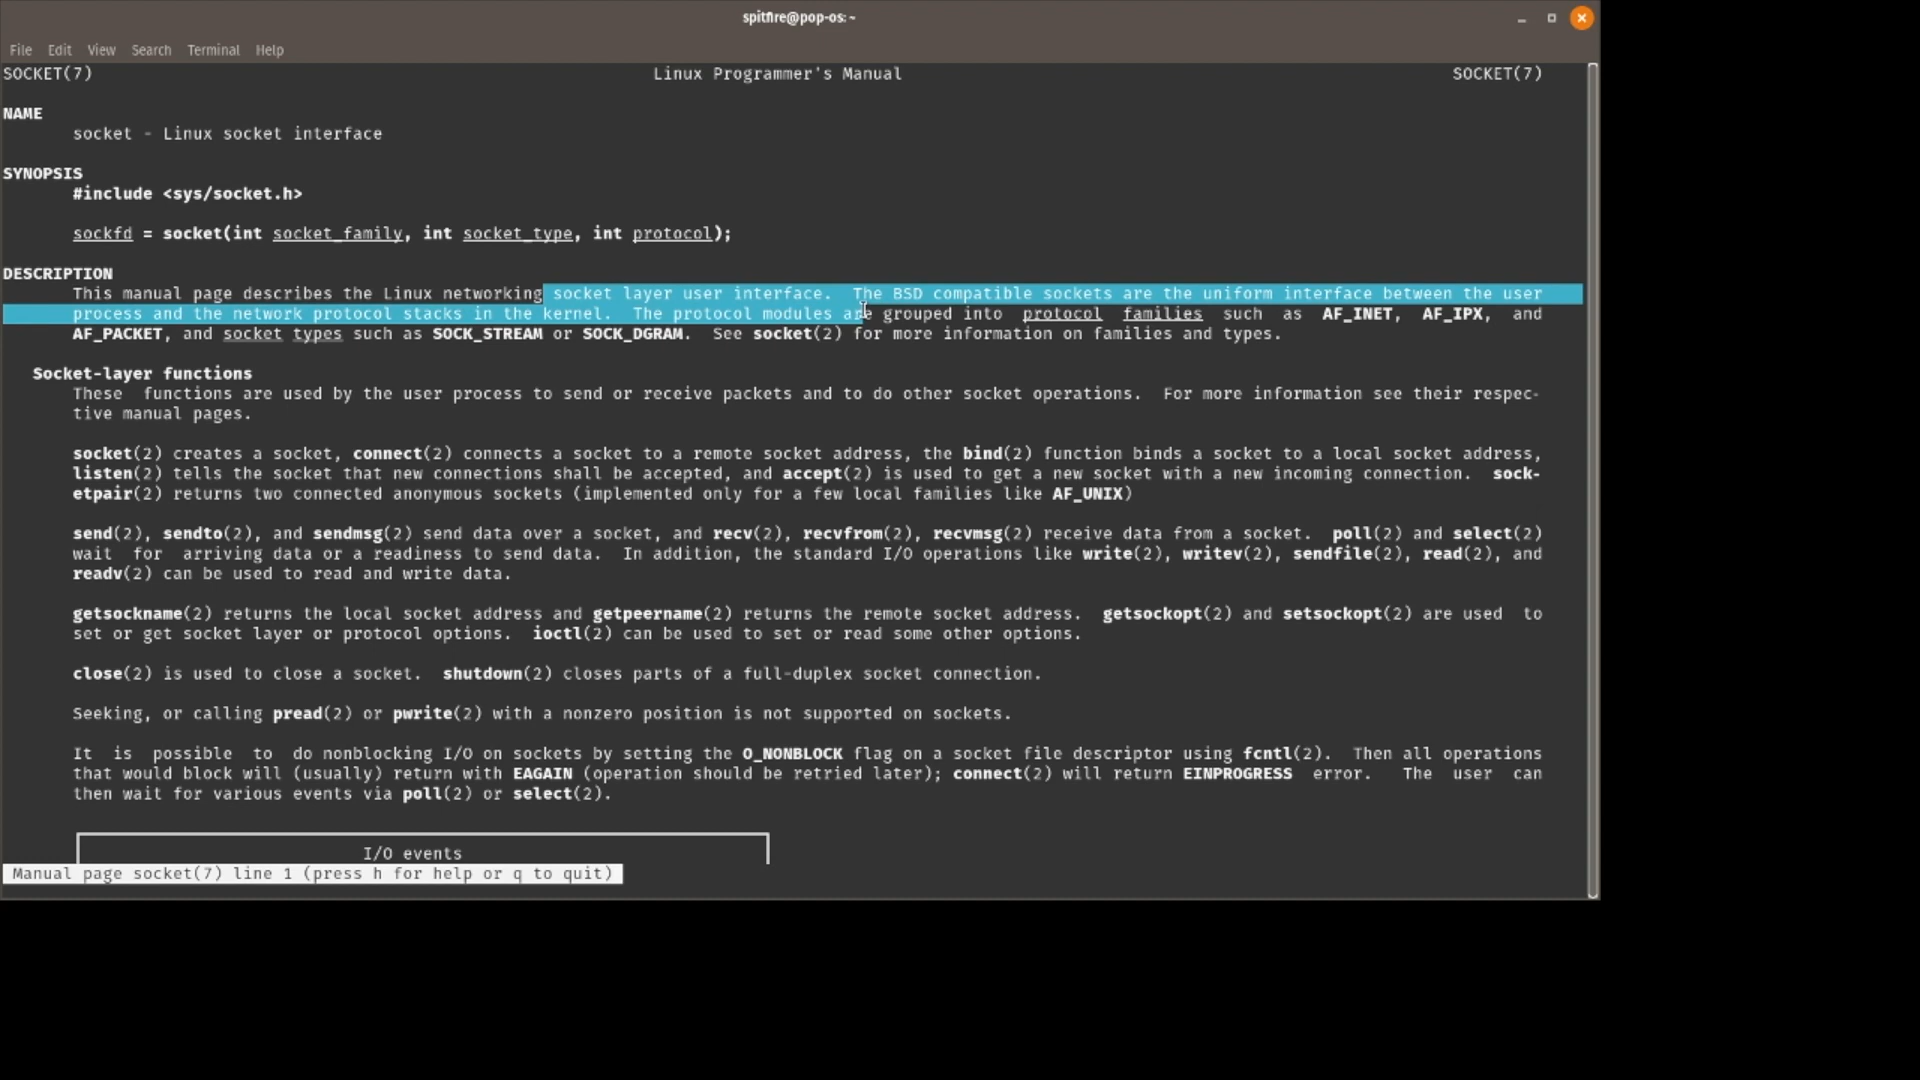 spitfire@pop-os: ~
File Edit View Search Terminal Help
SOCKET(7) Linux Programmer's Manual SOCKET(7)
NAME
socket - Linux socket interface
SYNOPSIS
#include <sys/socket.h>
sockfd = socket(int socket_family, int socket_type, int protocol);
DESCRIPTION
This manual page describes the Linux networking socket layer user interface. The BSD compatible sockets are the uniform interface between the user
process and the network protocol stacks in the kernel. The protocol modules are grouped into protocol families such as AF_INET, AF_IPX, and
AF_PACKET, and socket types such as SOCK_STREAM or SOCK_DGRAM. See socket(2) for more information on families and types.
Socket-layer functions
These functions are used by the user process to send or receive packets and to do other socket operations. For more information see their respec-
tive manual pages.
socket(2) creates a socket, connect(2) connects a socket to a remote socket address, the bind(2) function binds a socket to a local socket address,
listen(2) tells the socket that new connections shall be accepted, and accept(2) is used to get a new socket with a new incoming connection. sock-
etpair(2) returns two connected anonymous sockets (implemented only for a few local families like AF_UNIX)
send(2), sendto(2), and sendmsg(2) send data over a socket, and recv(2), recvfrom(2), recvmsg(2) receive data from a socket. poll(2) and select(2)
wait for arriving data or a readiness to send data. In addition, the standard I/O operations like write(2), writev(2), sendfile(2), read(2), and
readv(2) can be used to read and write data.
getsockname(2) returns the local socket address and getpeername(2) returns the remote socket address. getsockopt(2) and setsockopt(2) are used to
set or get socket layer or protocol options. ioctl(2) can be used to set or read some other options.
close(2) is used to close a socket. shutdown(2) closes parts of a full-duplex socket connection.
Seeking, or calling pread(2) or pwrite(2) with a nonzero position is not supported on sockets.
It is possible to do nonblocking I/O on sockets by setting the O_NONBLOCK flag on a socket file descriptor using fcntl(2). Then all operations
that would block will (usually) return with EAGAIN (operation should be retried later); connect(2) will return EINPROGRESS error. The user can
then wait for various events via poll(2) or select(2).
I/O events
Manual page socket(7) line 1 (press h for help or q to quit)